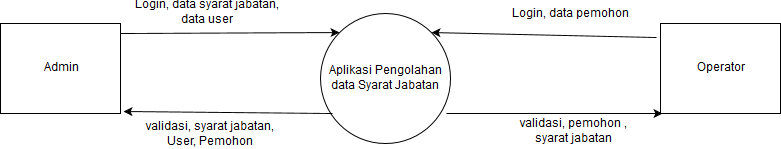 Login, data syarat jabatan,
data user
Login, data pemohon
Admin
Aplikasi Pengolahan
data Syarat Jabatan
Operator
validasi, syarat jabatan,
User, Pemohon
validasi, pemohon ,
syarat jabatan